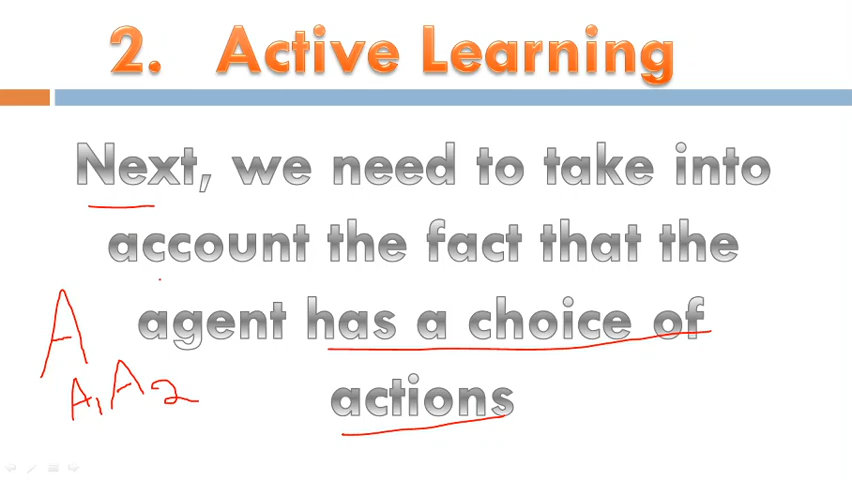 2. Active Learning
Next, we need to take into
account the fact that the
agent has a choice of
actions
A
A1 A2